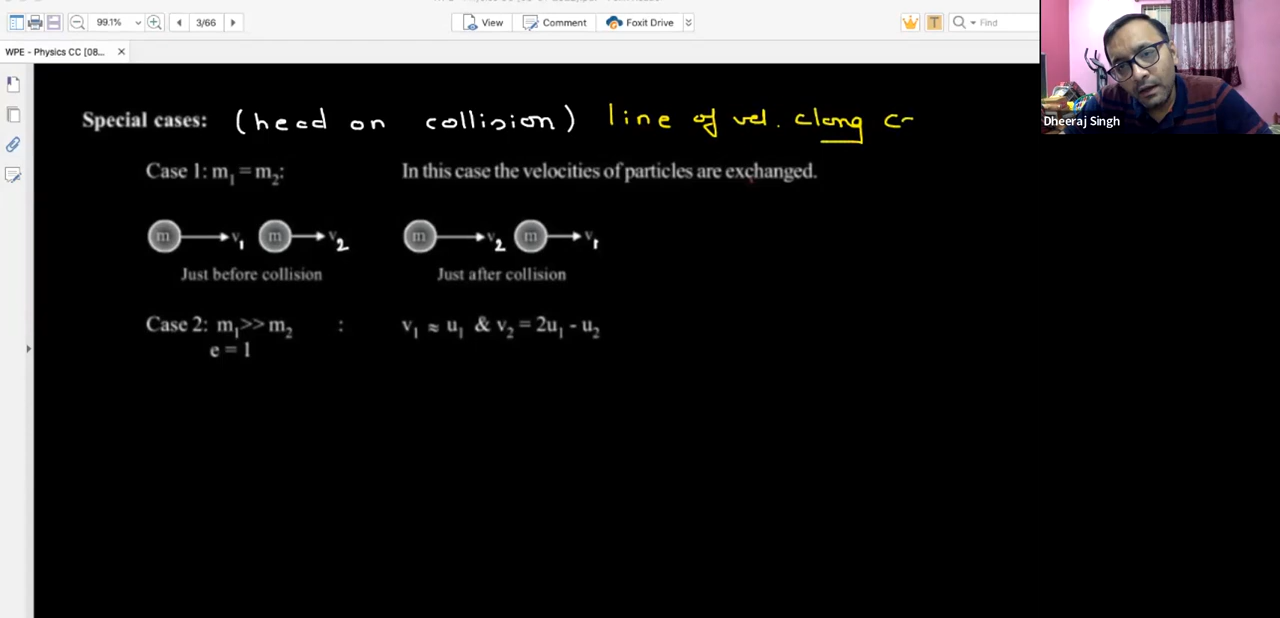 99.1%
3/66
View
Comment
Foxit Drive
T
Find
WPE - Physics CC [08...
Special cases: (head on collision) line of vel. along
Case 1: m₁ = m₂: In this case the velocities of particles are exchanged.
m v₁ m v₂ m v₂ m v₁
Just before collision Just after collision
Case 2: m₁>> m₂ : v₁ ≈ u₁ & v₂ = 2u₁ - u₂
e = 1
Dheeraj Singh